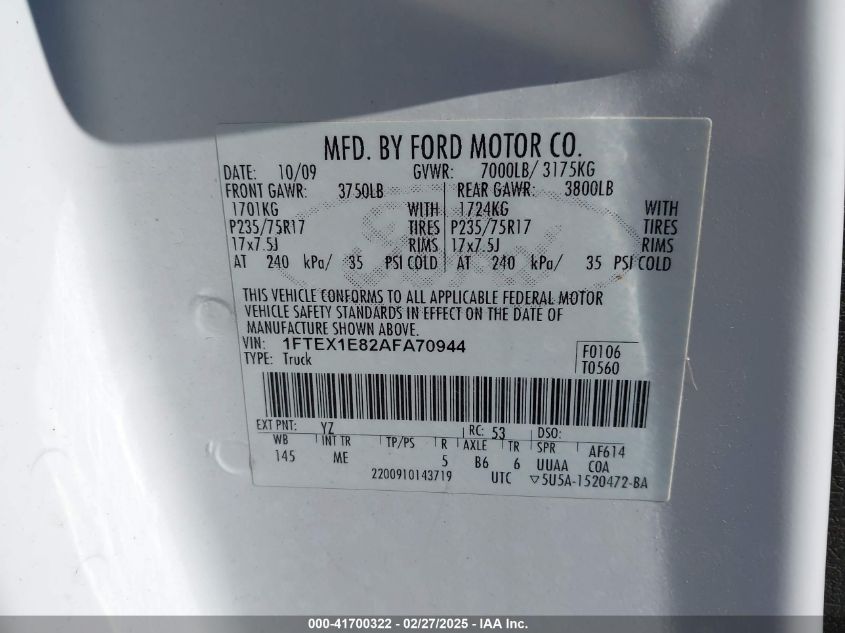 MFD. BY FORD MOTOR CO.
DATE: 10/09 GVWR: 7000LB/ 3175KG
FRONT GAWR: 3750LB REAR GAWR: 3800LB
1701KG WITH 1724KG WITH
P235/75R17 TIRES P235/75R17 TIRES
17x7.5J RIMS 17x7.5J RIMS
AT 240 kPa/ 35 PSI COLD AT 240 kPa/ 35 PSI COLD
THIS VEHICLE CONFORMS TO ALL APPLICABLE FEDERAL MOTOR
VEHICLE SAFETY STANDARDS IN EFFECT ON THE DATE OF
MANUFACTURE SHOWN ABOVE.
VIN: 1FTEX1E82AFA70944
TYPE: Truck
F0106
T0560
EXT PNT: YZ RC: 53 DSO:
WB INT TR TP/PS R AXLE TR SPR AF614
145 ME 5 B6 6 UUAA COA
2200910143719 UTC ▽5U5A-1520472-BA
000-41700322 / 02/27/2025 - IAA Inc.